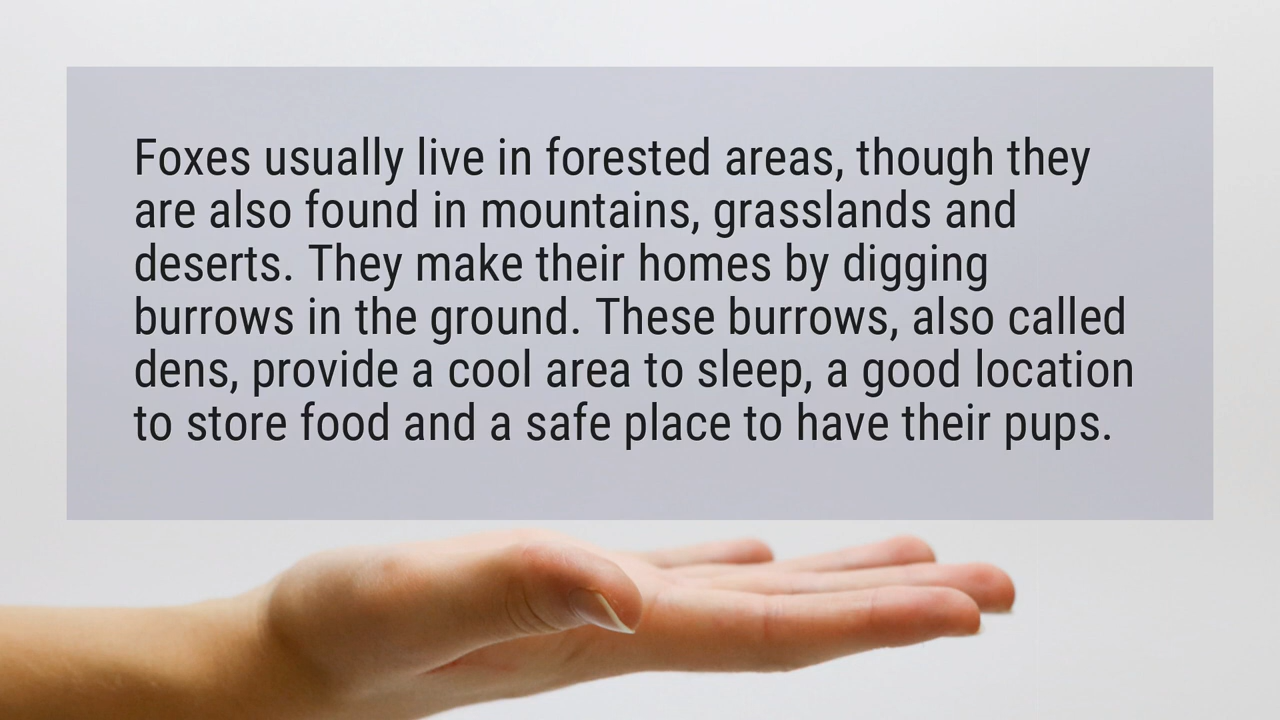 Foxes usually live in forested areas, though they
are also found in mountains, grasslands and
deserts. They make their homes by digging
burrows in the ground. These burrows, also called
dens, provide a cool area to sleep, a good location
to store food and a safe place to have their pups.